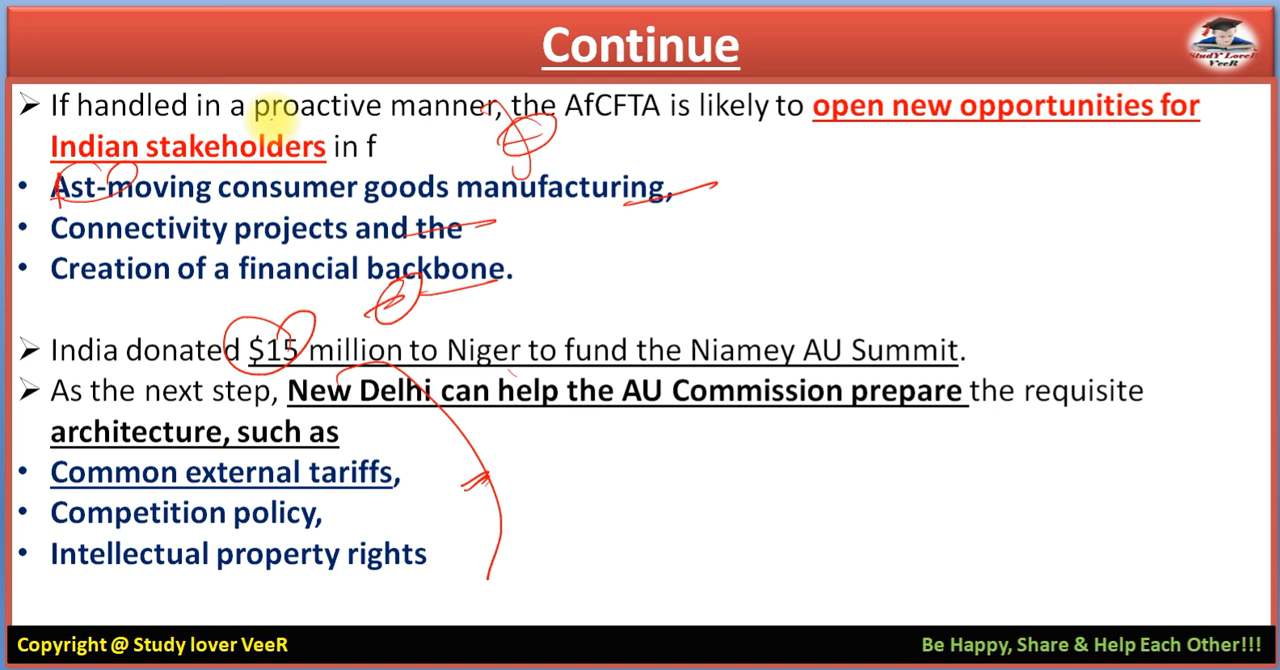 Continue
StudY LoveR
VeeR
➢ If handled in a proactive manner, the AfCFTA is likely to open new opportunities for
Indian stakeholders in f
• Ast-moving consumer goods manufacturing,
• Connectivity projects and the
• Creation of a financial backbone.
➢ India donated $15 million to Niger to fund the Niamey AU Summit.
➢ As the next step, New Delhi can help the AU Commission prepare the requisite
architecture, such as
• Common external tariffs,
• Competition policy,
• Intellectual property rights
Copyright @ Study lover VeeR
Be Happy, Share & Help Each Other!!!